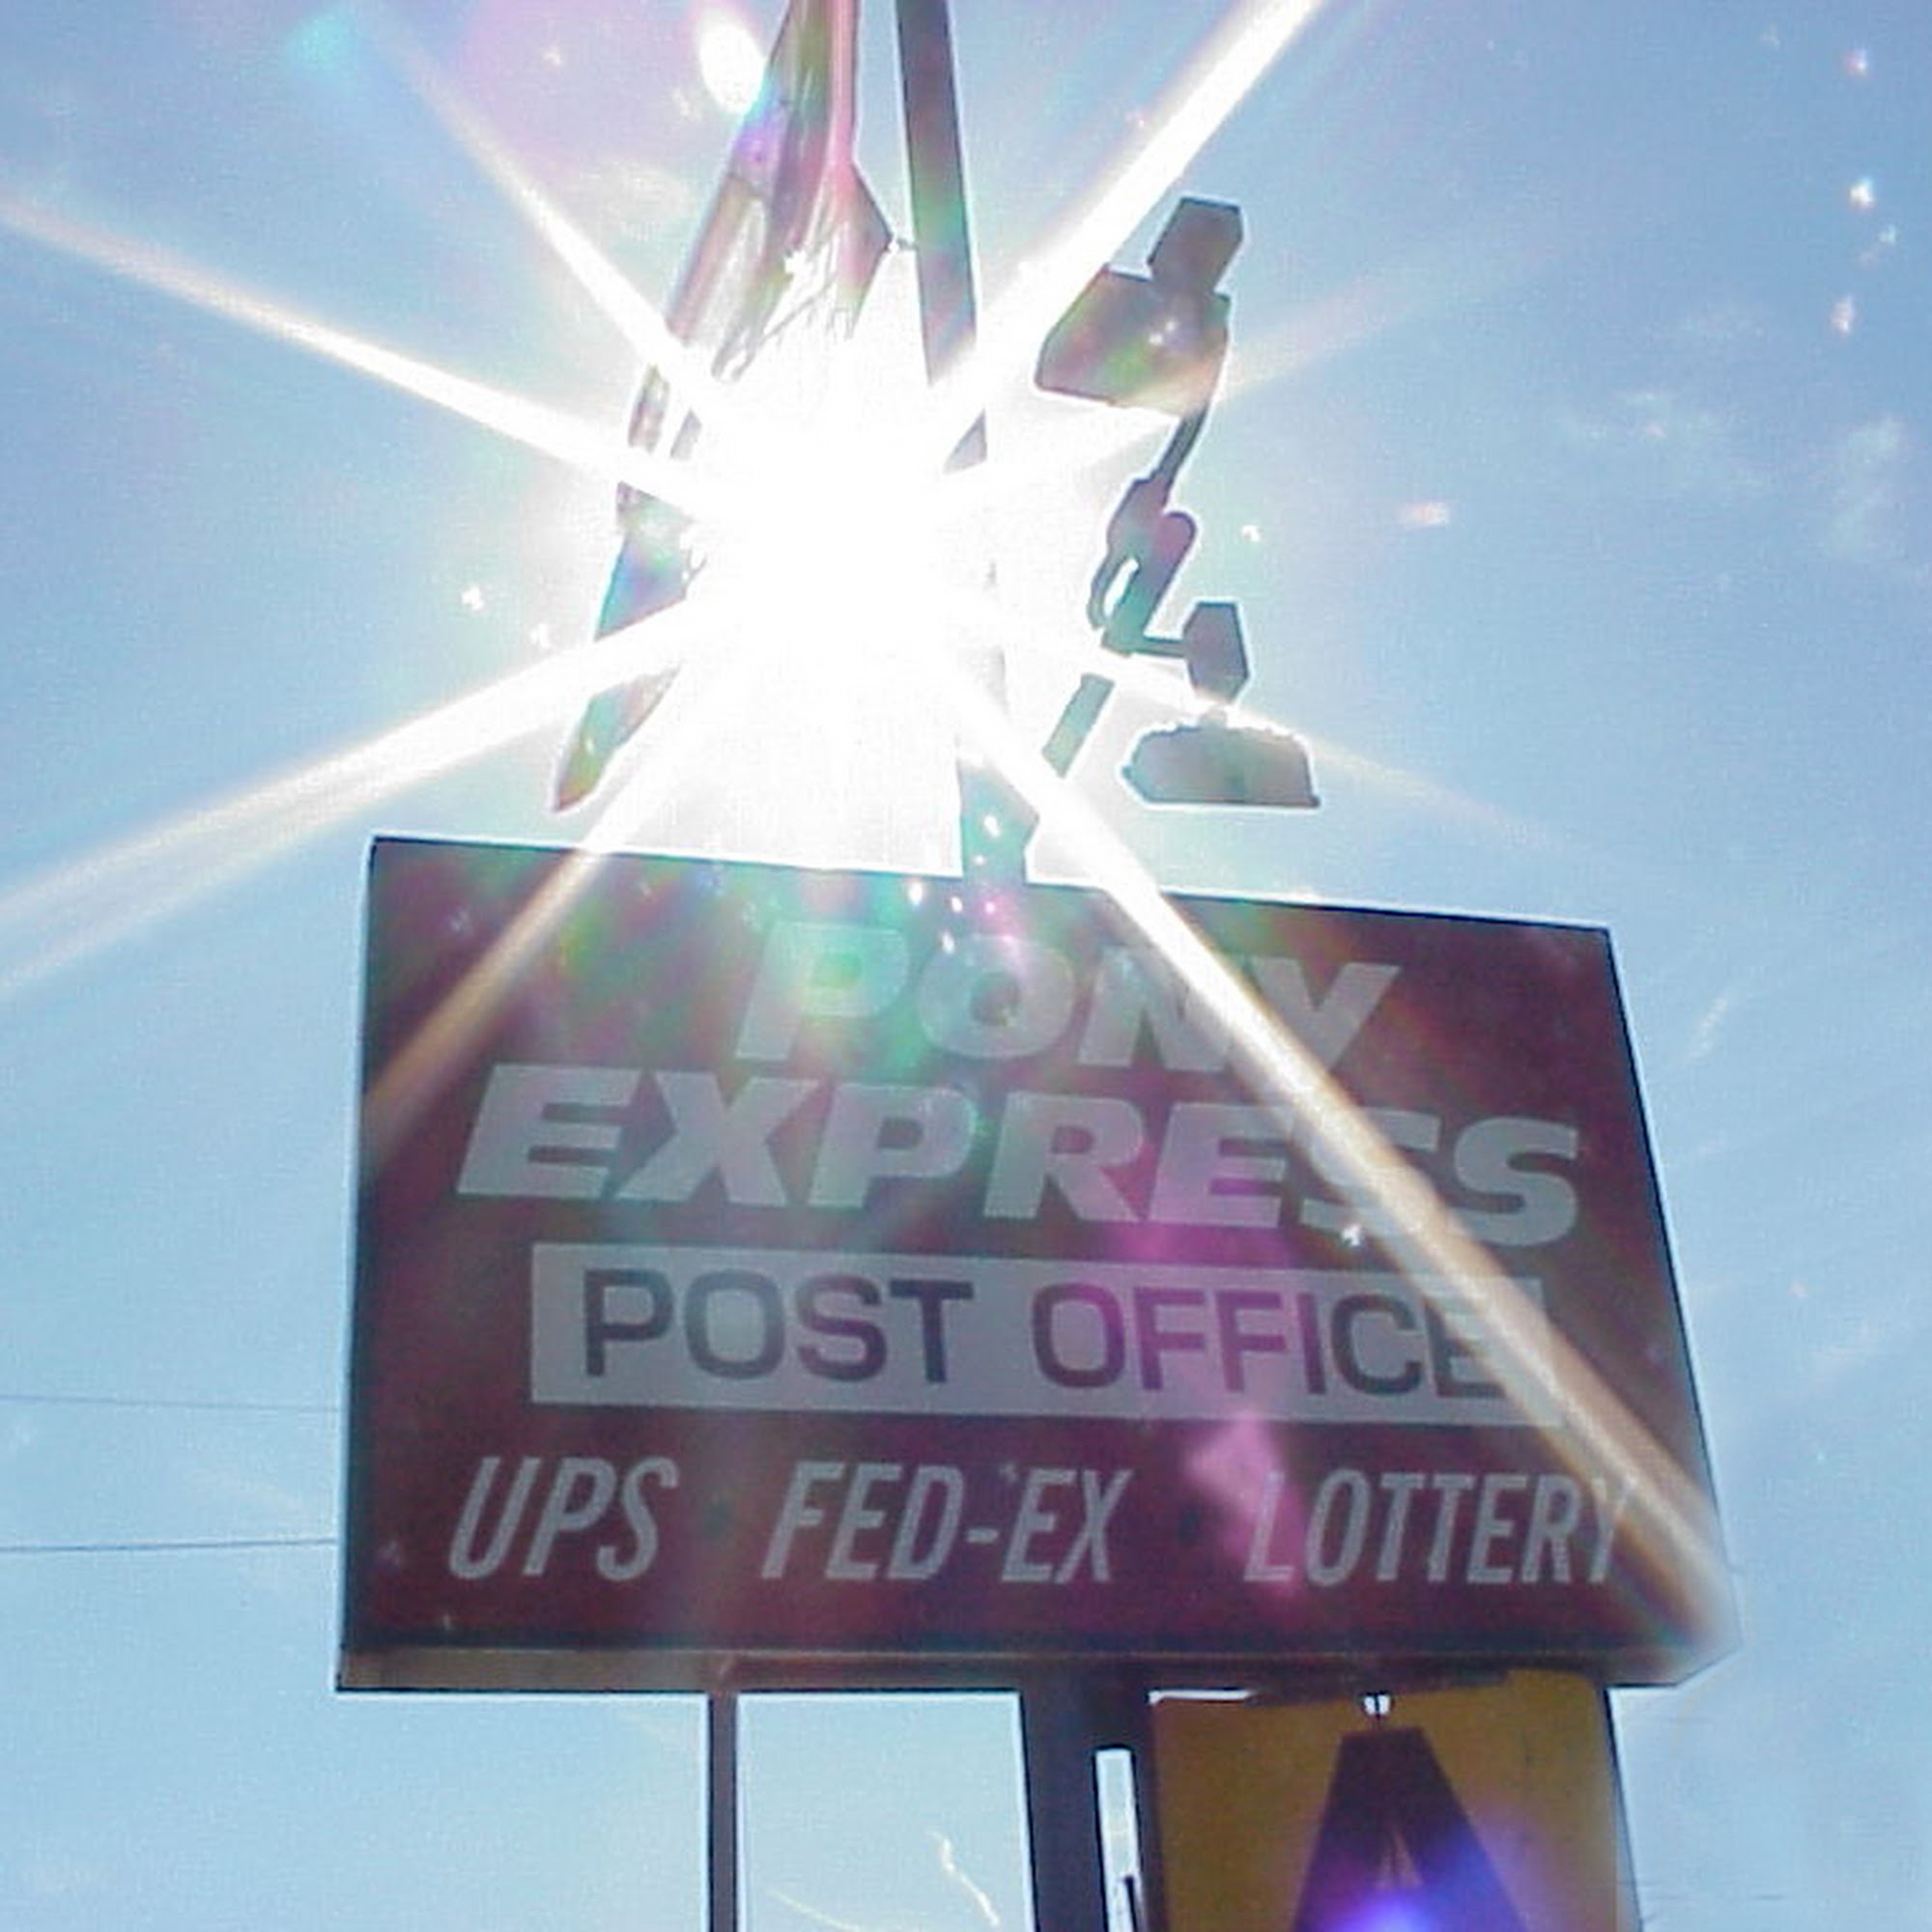 PONY
EXPRESS
POST OFFICE
UPS FED-EX LOTTERY
A